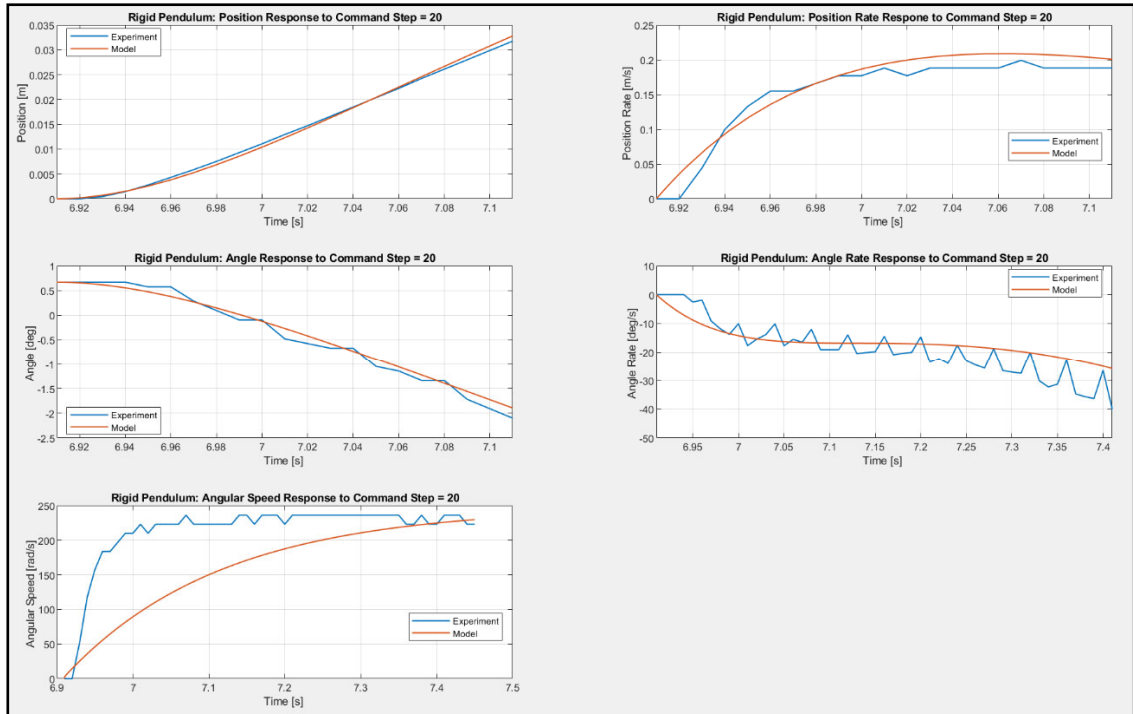 Rigid Pendulum: Position Response to Command Step = 20
0.035
0.03
0.025
0.02
0.015
0.01
0.005
0
Position [m]
Experiment
Model
6.92 6.94 6.96 6.98 7 7.02 7.04 7.06 7.08 7.1
Time [s]
Rigid Pendulum: Position Rate Respone to Command Step = 20
0.2
0.15
0.1
0.05
0
Position Rate [m/s]
Experiment
Model
6.92 6.94 6.96 6.98 7 7.02 7.04 7.06 7.08 7.1
Time [s]
Rigid Pendulum: Angle Response to Command Step = 20
1
0.5
0
-0.5
-1
-1.5
-2
-2.5
Angle [deg]
Experiment
Model
6.92 6.94 6.96 6.98 7 7.02 7.04 7.06 7.08 7.1
Time [s]
Rigid Pendulum: Angle Rate Response to Command Step = 20
10
0
-10
-20
-30
-40
-50
Angle Rate [deg/s]
Experiment
Model
6.95 7 7.05 7.1 7.15 7.2 7.25 7.3 7.35 7.4
Time [s]
Rigid Pendulum: Angular Speed Response to Command Step = 20
250
200
150
100
50
0
Angular Speed [rad/s]
Experiment
Model
6.9 7 7.1 7.2 7.3 7.4 7.5
Time [s]